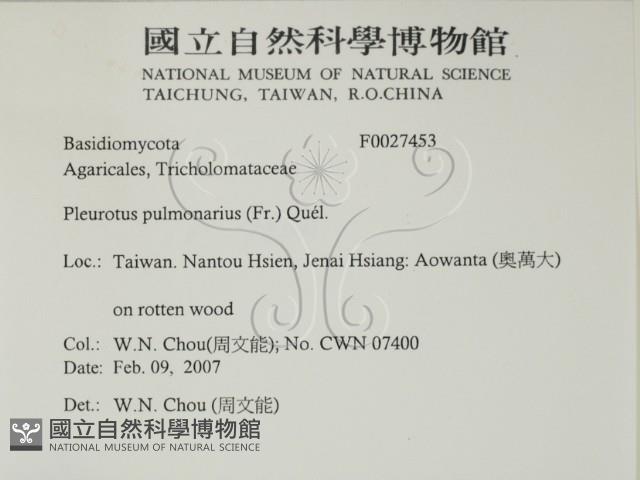 國立自然科學博物館
NATIONAL MUSEUM OF NATURAL SCIENCE
TAICHUNG, TAIWAN, R.O.CHINA
Basidiomycota F0027453
Agaricales, Tricholomataceae
Pleurotus pulmonarius (Fr.) Quél.
Loc.: Taiwan. Nantou Hsien, Jenai Hsiang: Aowanta (奧萬大)
on rotten wood
Col.: W.N. Chou(周文能); No. CWN 07400
Date: Feb. 09, 2007
Det.: W.N. Chou (周文能)
國立自然科學博物館
NATIONAL MUSEUM OF NATURAL SCIENCE